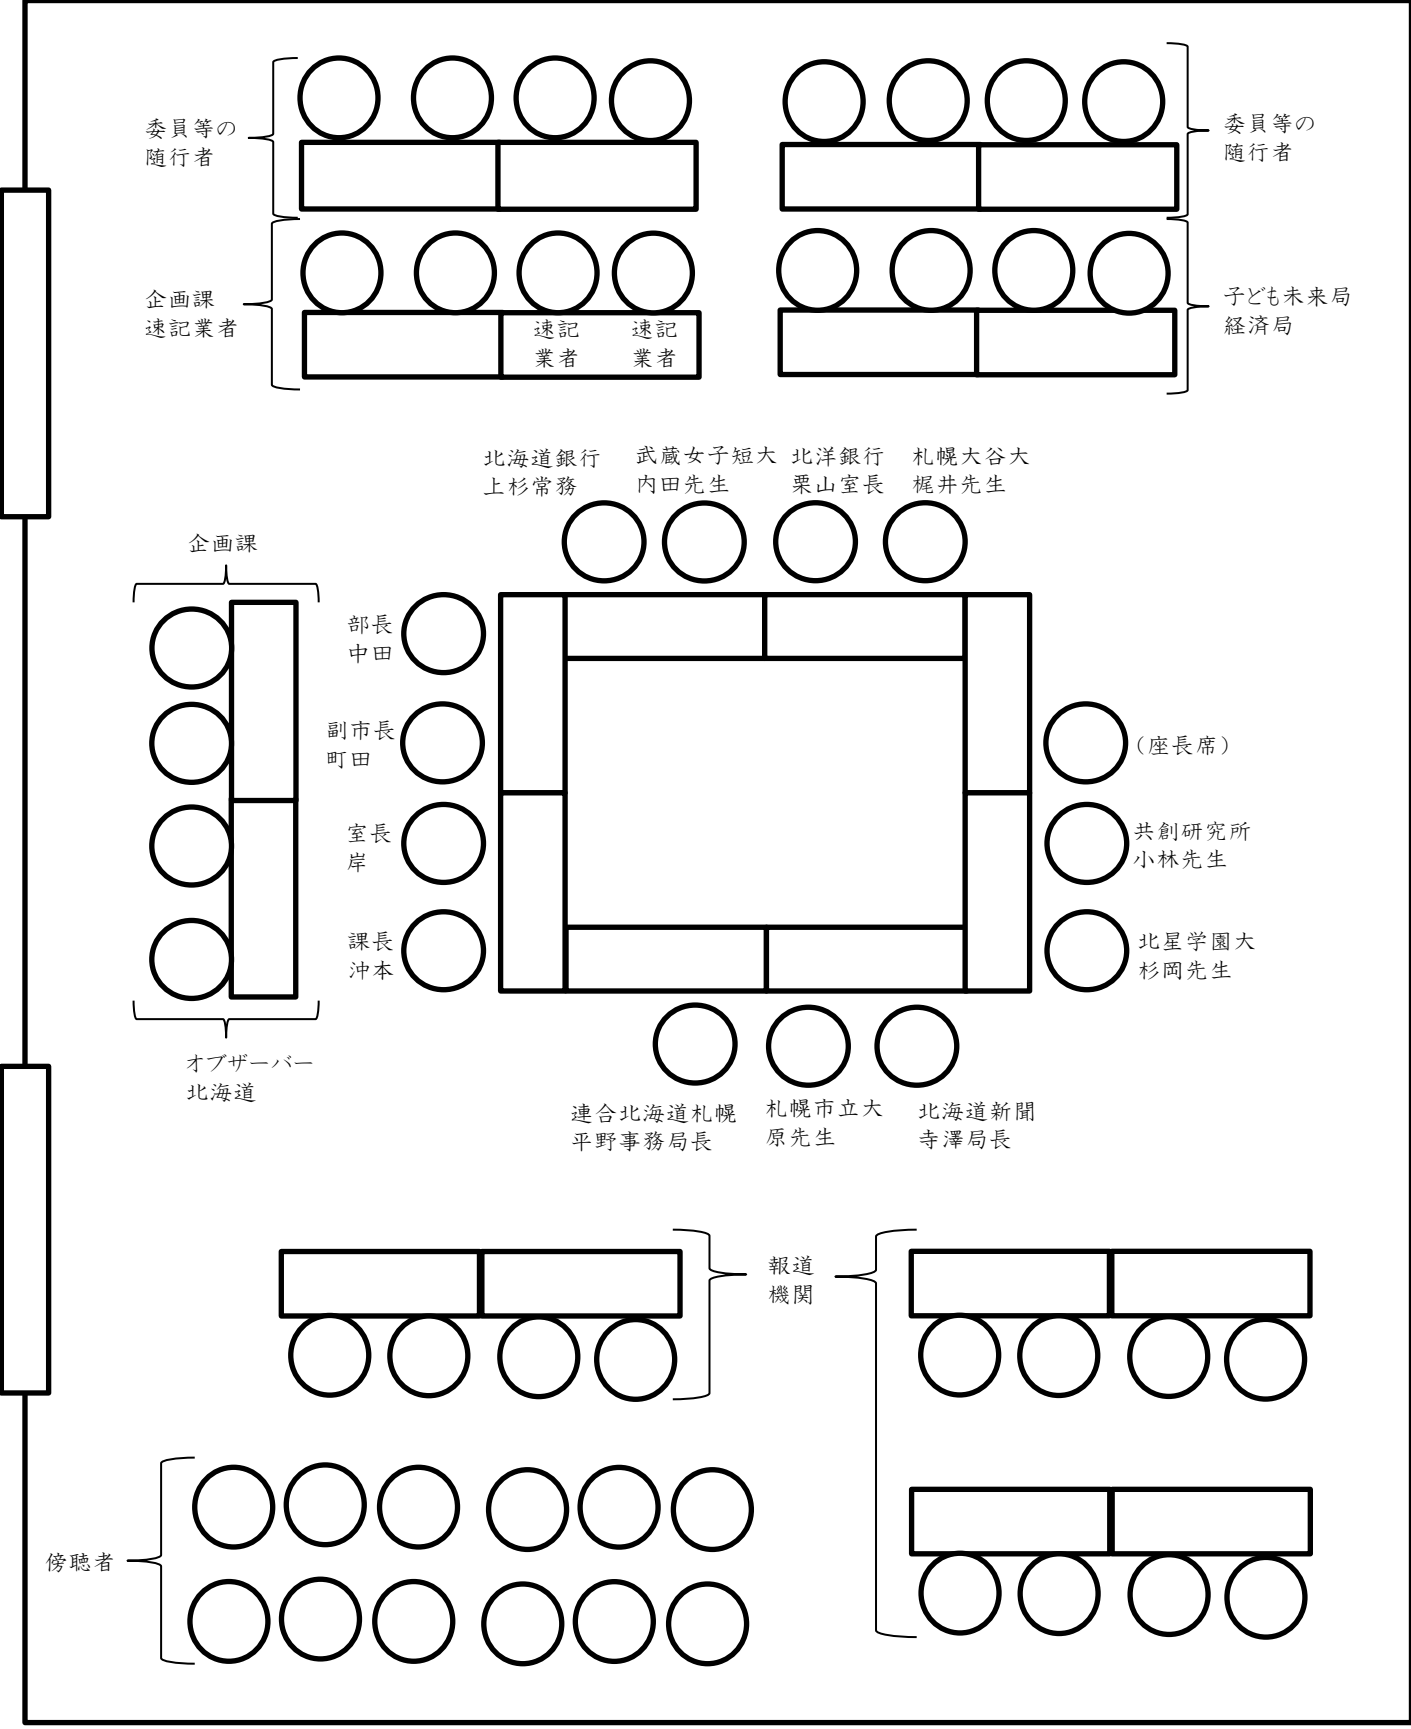 委員等の
随行者
委員等の
随行者
企画課
速記業者
速記
業者
速記
業者
子ども未来局
経済局
北海道銀行
上杉常務
武蔵女子短大
内田先生
北洋銀行
栗山室長
札幌大谷大
梶井先生
企画課
部長
中田
副市長
町田
室長
岸
課長
沖本
（座長席）
共創研究所
小林先生
北星学園大
杉岡先生
オブザーバー
北海道
連合北海道札幌
平野事務局長
札幌市立大
原先生
北海道新聞
寺澤局長
報道
機関
傍聴者